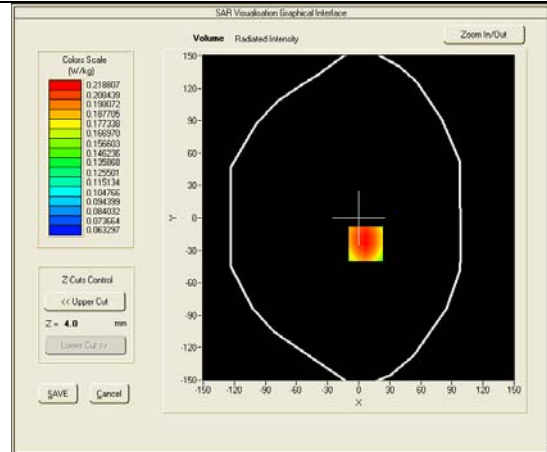 SAR Visualisation Graphical Interface
Volume Radiated Intensity
Zoom In/Out
Colors Scale
(W/kg)
0.218807
0.208439
0.198072
0.187705
0.177338
0.166970
0.156603
0.146236
0.135868
0.125501
0.115134
0.104766
0.094399
0.084032
0.073664
0.063297
Z Cuts Control
<< Upper Cut
Z = 4.0 mm
Lower Cut >>
SAVE Cancel
150
120
90
60
30
0
-30
-60
-90
-120
-150
Y
-150 -120 -90 -60 -30 0 30 60 90 120 150
X